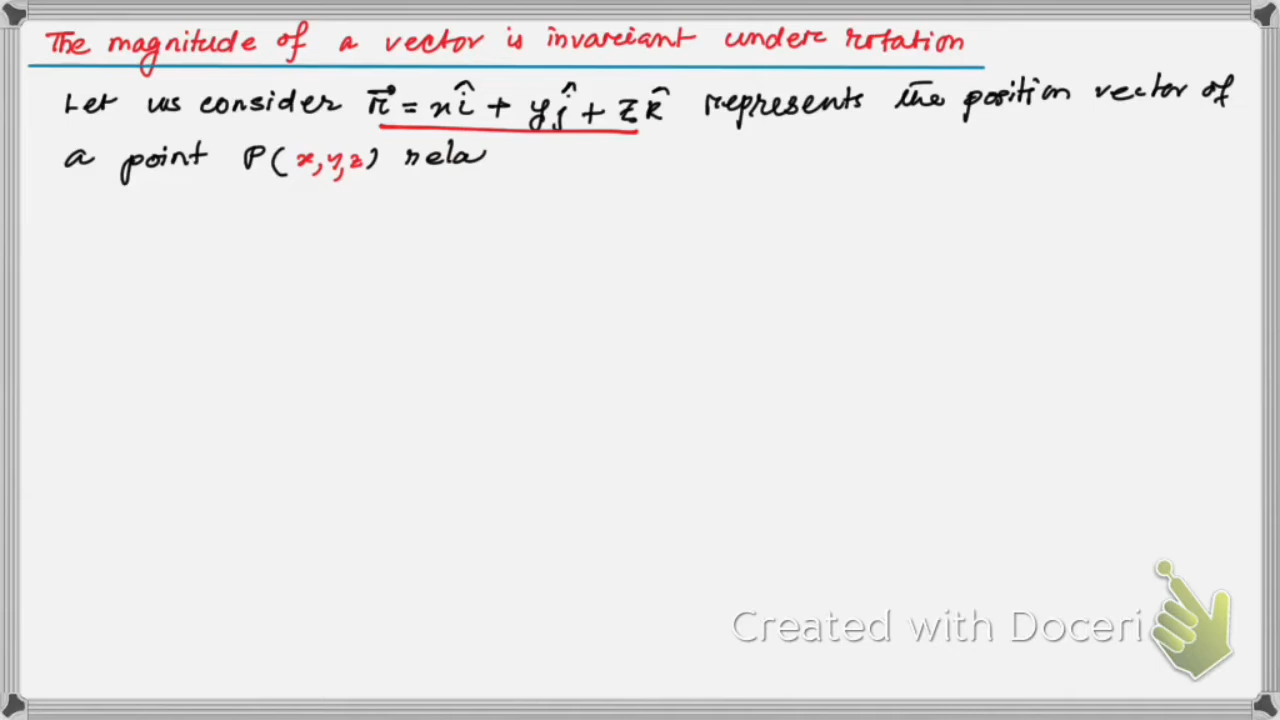 The magnitude of a vector is invariant under rotation
Let us consider r⃗ = xî + yĵ + zk̂ represents the position vector of
a point P(x,y,z) rela
Created with Doceri